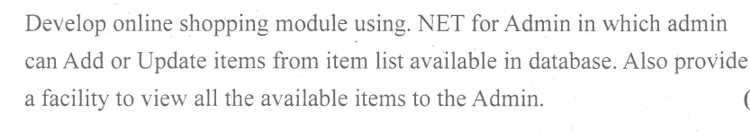 Develop online shopping module using. NET for Admin in which admin
can Add or Update items from item list available in database. Also provide
a facility to view all the available items to the Admin. (